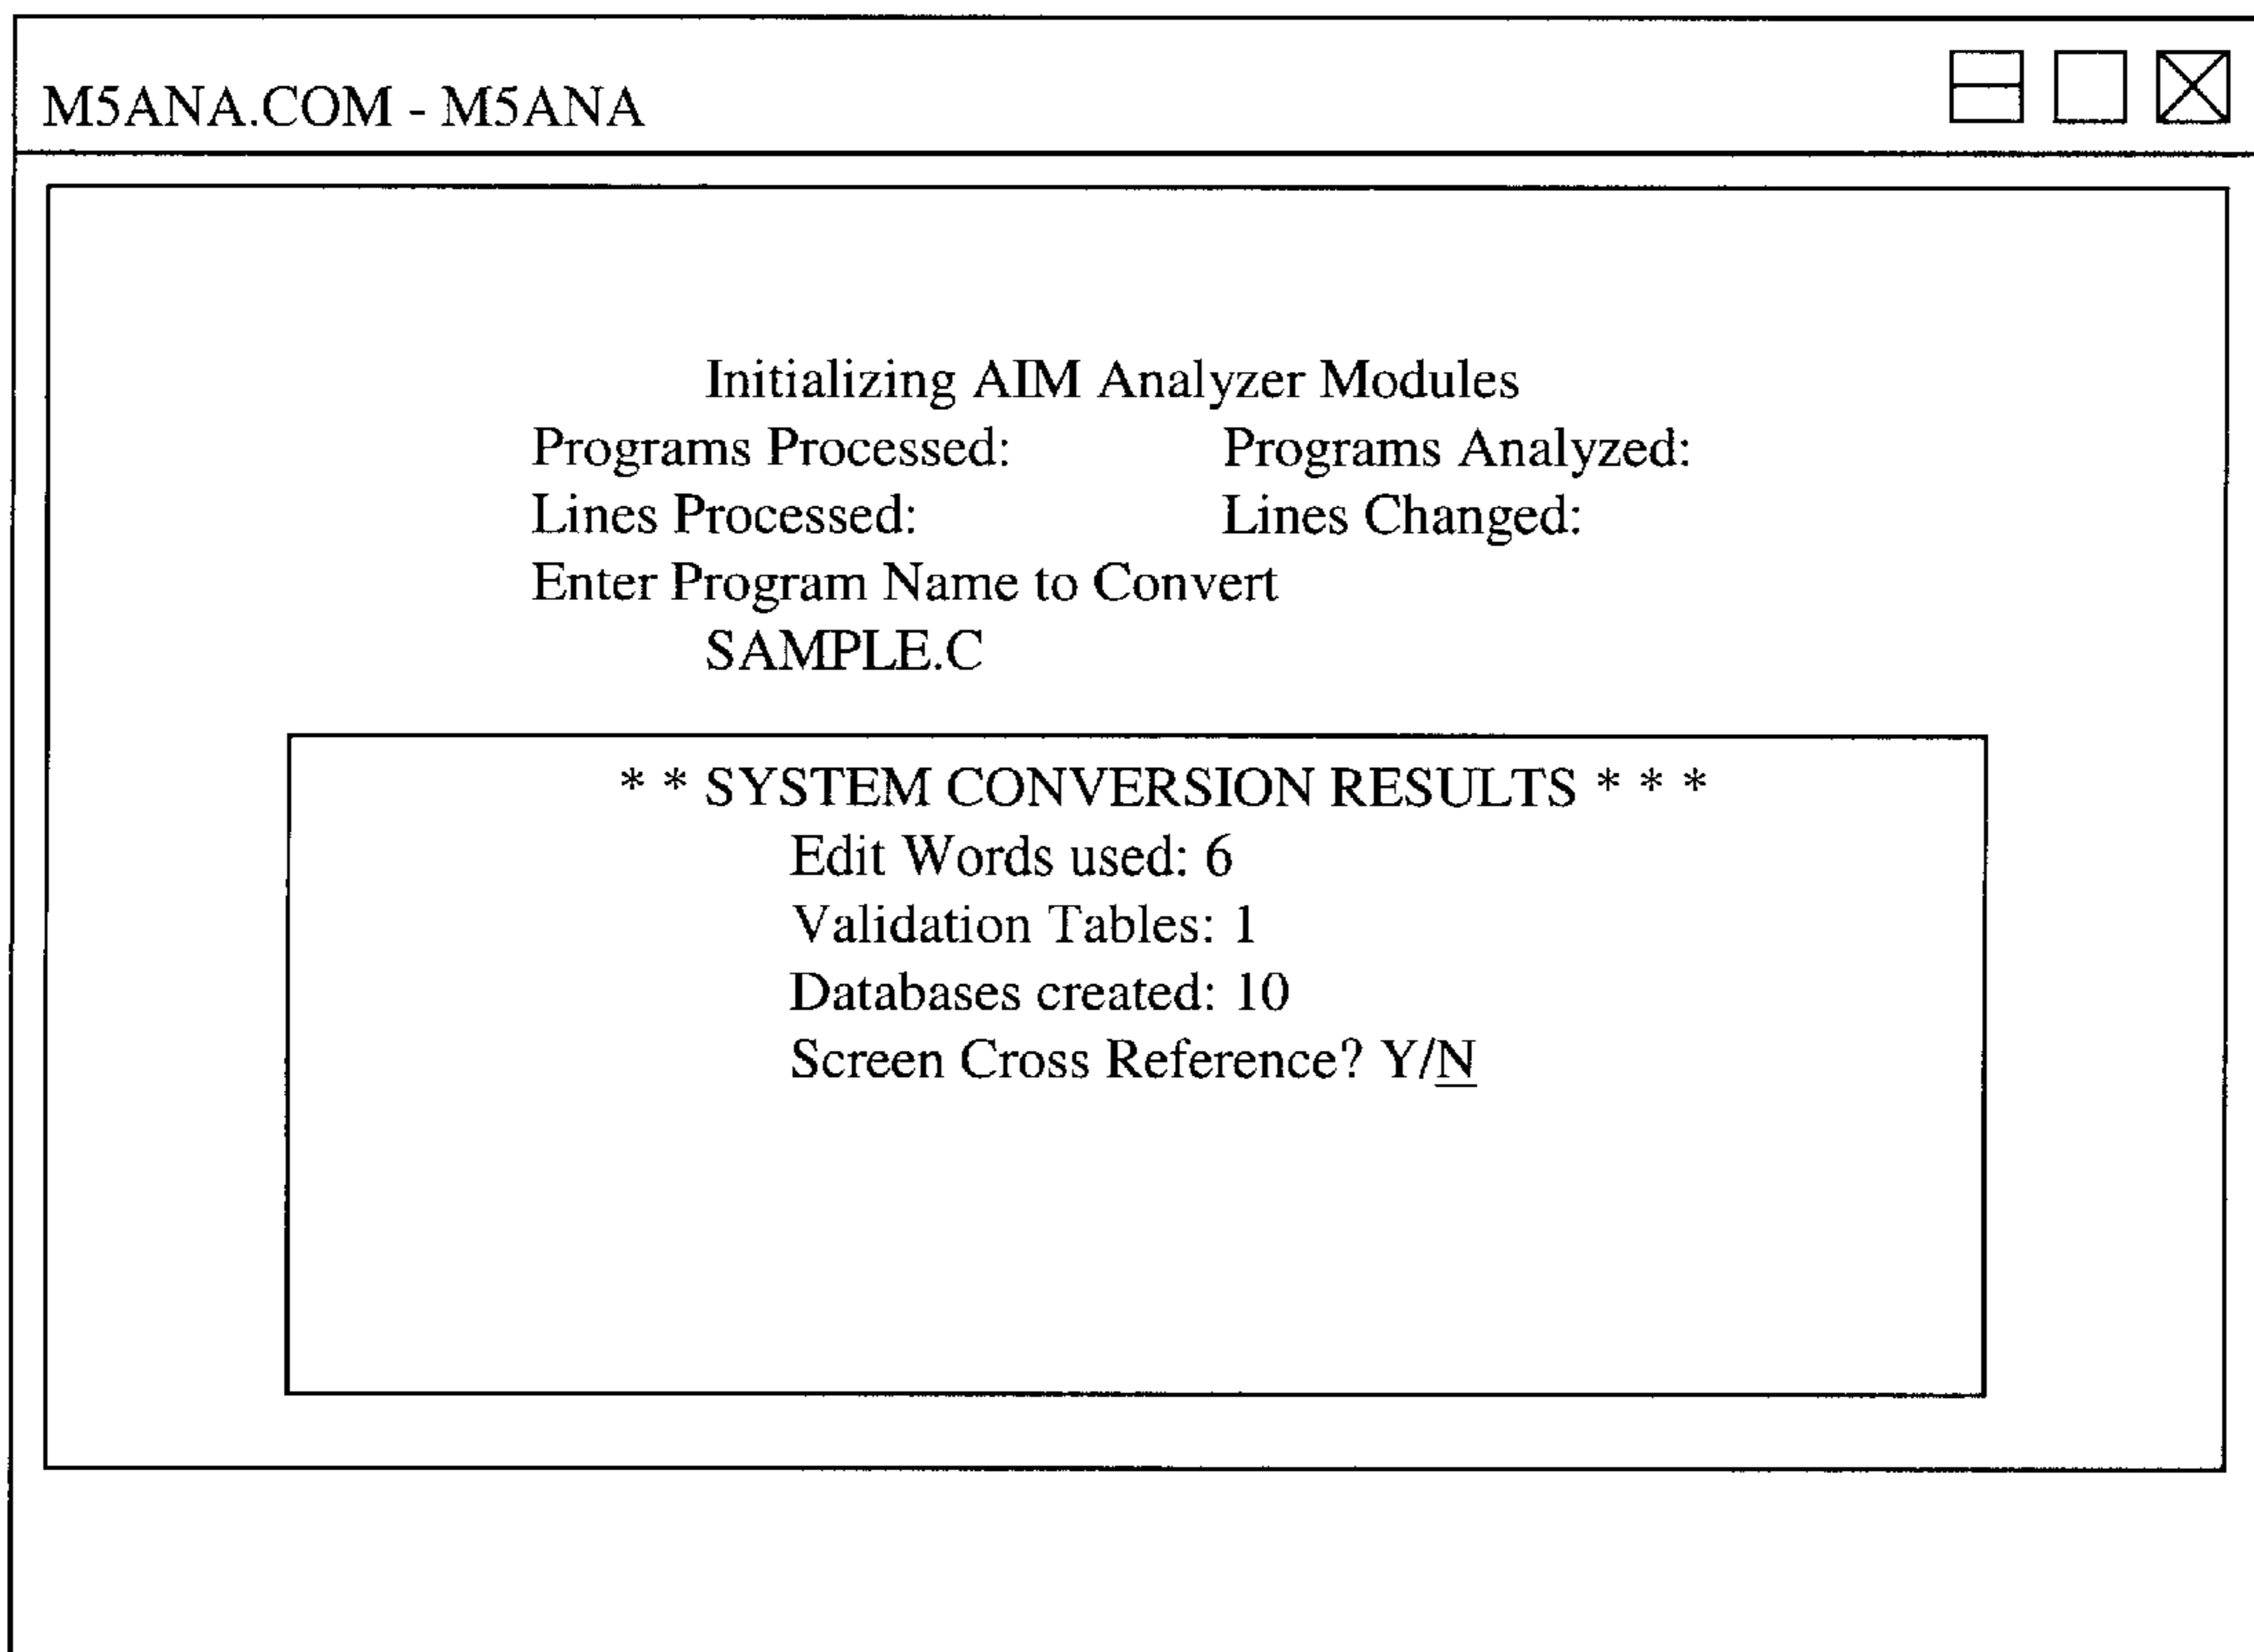 M5ANA.COM - M5ANA
Initializing AIM Analyzer Modules
Programs Processed: Programs Analyzed:
Lines Processed: Lines Changed:
Enter Program Name to Convert
SAMPLE.C
* * SYSTEM CONVERSION RESULTS * * *
Edit Words used: 6
Validation Tables: 1
Databases created: 10
Screen Cross Reference? Y/N